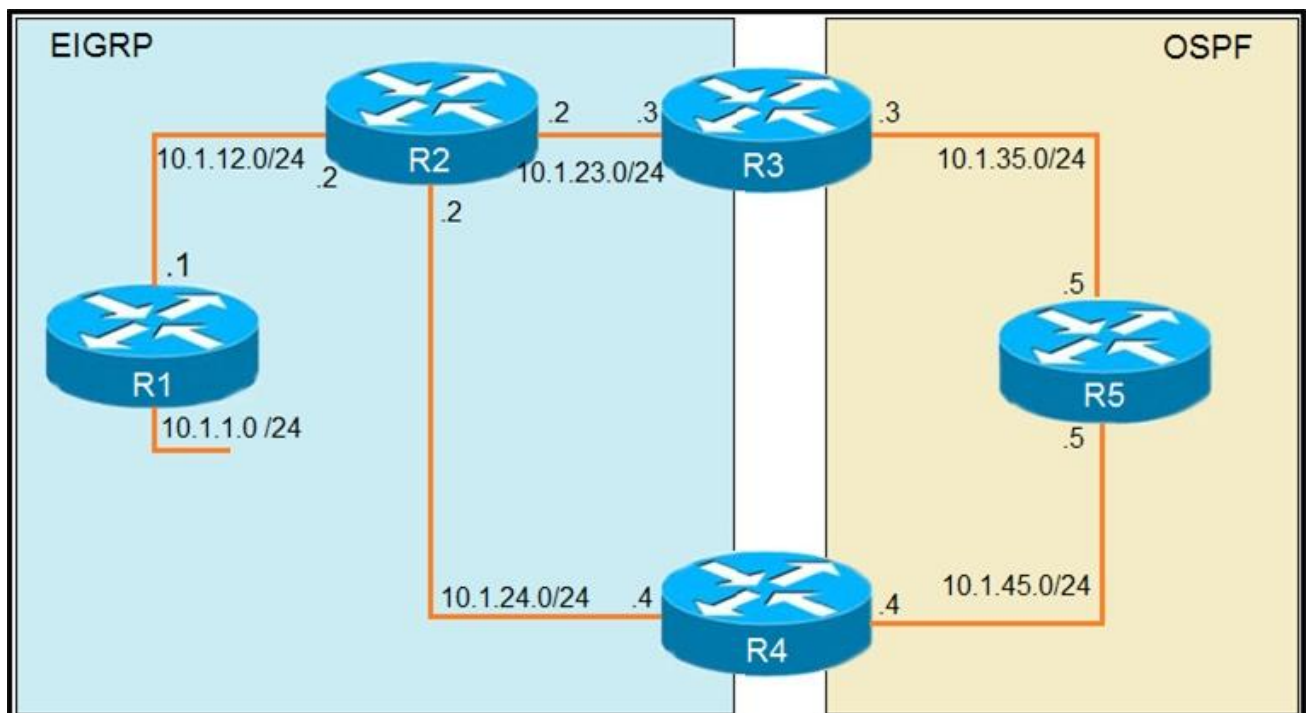 EIGRP
OSPF
R2
.2
.3
R3
.3
10.1.12.0/24
.2
10.1.23.0/24
10.1.35.0/24
.2
.1
.5
R1
R5
10.1.1.0 /24
.5
10.1.24.0/24
.4
.4
10.1.45.0/24
R4